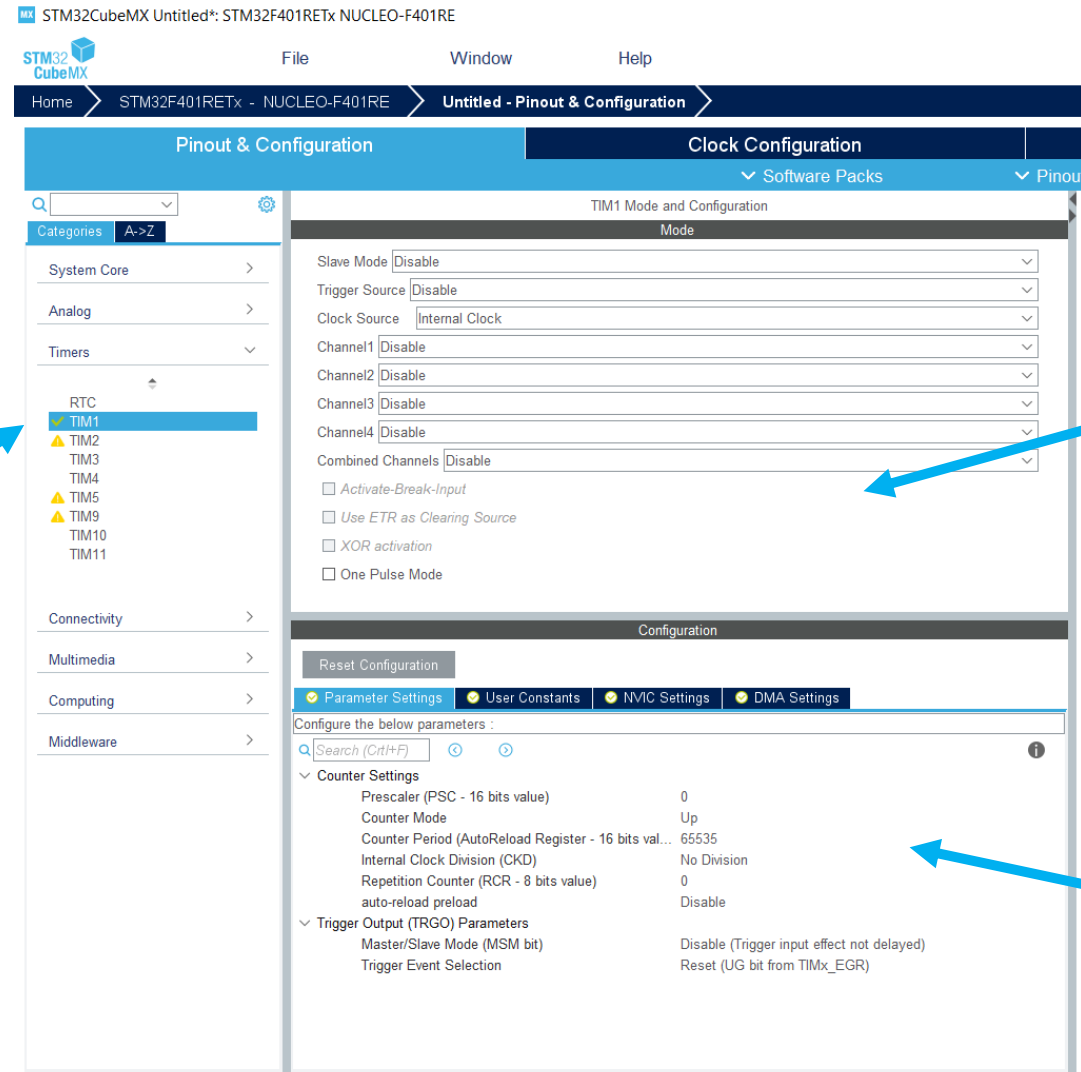 MX STM32CubeMX Untitled*: STM32F401RETx NUCLEO-F401RE
STM32 CubeMX
File Window Help
Home STM32F401RETx - NUCLEO-F401RE Untitled - Pinout & Configuration
Pinout & Configuration Clock Configuration
Software Packs Pinou
TIM1 Mode and Configuration
Categories A->Z
Mode
System Core
Analog
Timers
RTC
TIM1
TIM2
TIM3
TIM4
TIM5
TIM9
TIM10
TIM11
Connectivity
Multimedia
Computing
Middleware
Slave Mode Disable
Trigger Source Disable
Clock Source Internal Clock
Channel1 Disable
Channel2 Disable
Channel3 Disable
Channel4 Disable
Combined Channels Disable
Activate-Break-Input
Use ETR as Clearing Source
XOR activation
One Pulse Mode
Configuration
Reset Configuration
Parameter Settings User Constants NVIC Settings DMA Settings
Configure the below parameters :
Search (Crtl+F)
Counter Settings
Prescaler (PSC - 16 bits value) 0
Counter Mode Up
Counter Period (AutoReload Register - 16 bits val... 65535
Internal Clock Division (CKD) No Division
Repetition Counter (RCR - 8 bits value) 0
auto-reload preload Disable
Trigger Output (TRGO) Parameters
Master/Slave Mode (MSM bit) Disable (Trigger input effect not delayed)
Trigger Event Selection Reset (UG bit from TIMx_EGR)